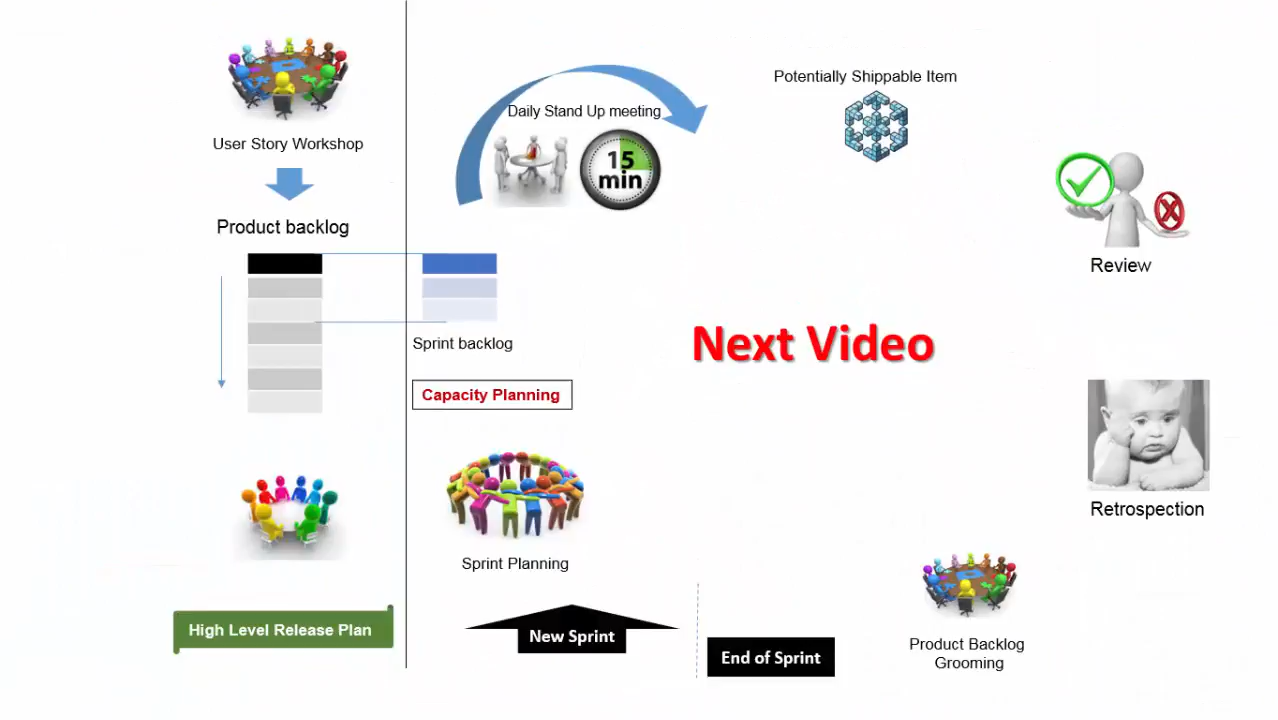 User Story Workshop
Product backlog
High Level Release Plan
Daily Stand Up meeting
15
min
Sprint backlog
Capacity Planning
Sprint Planning
New Sprint
Potentially Shippable Item
Next Video
End of Sprint
Review
Retrospection
Product Backlog
Grooming